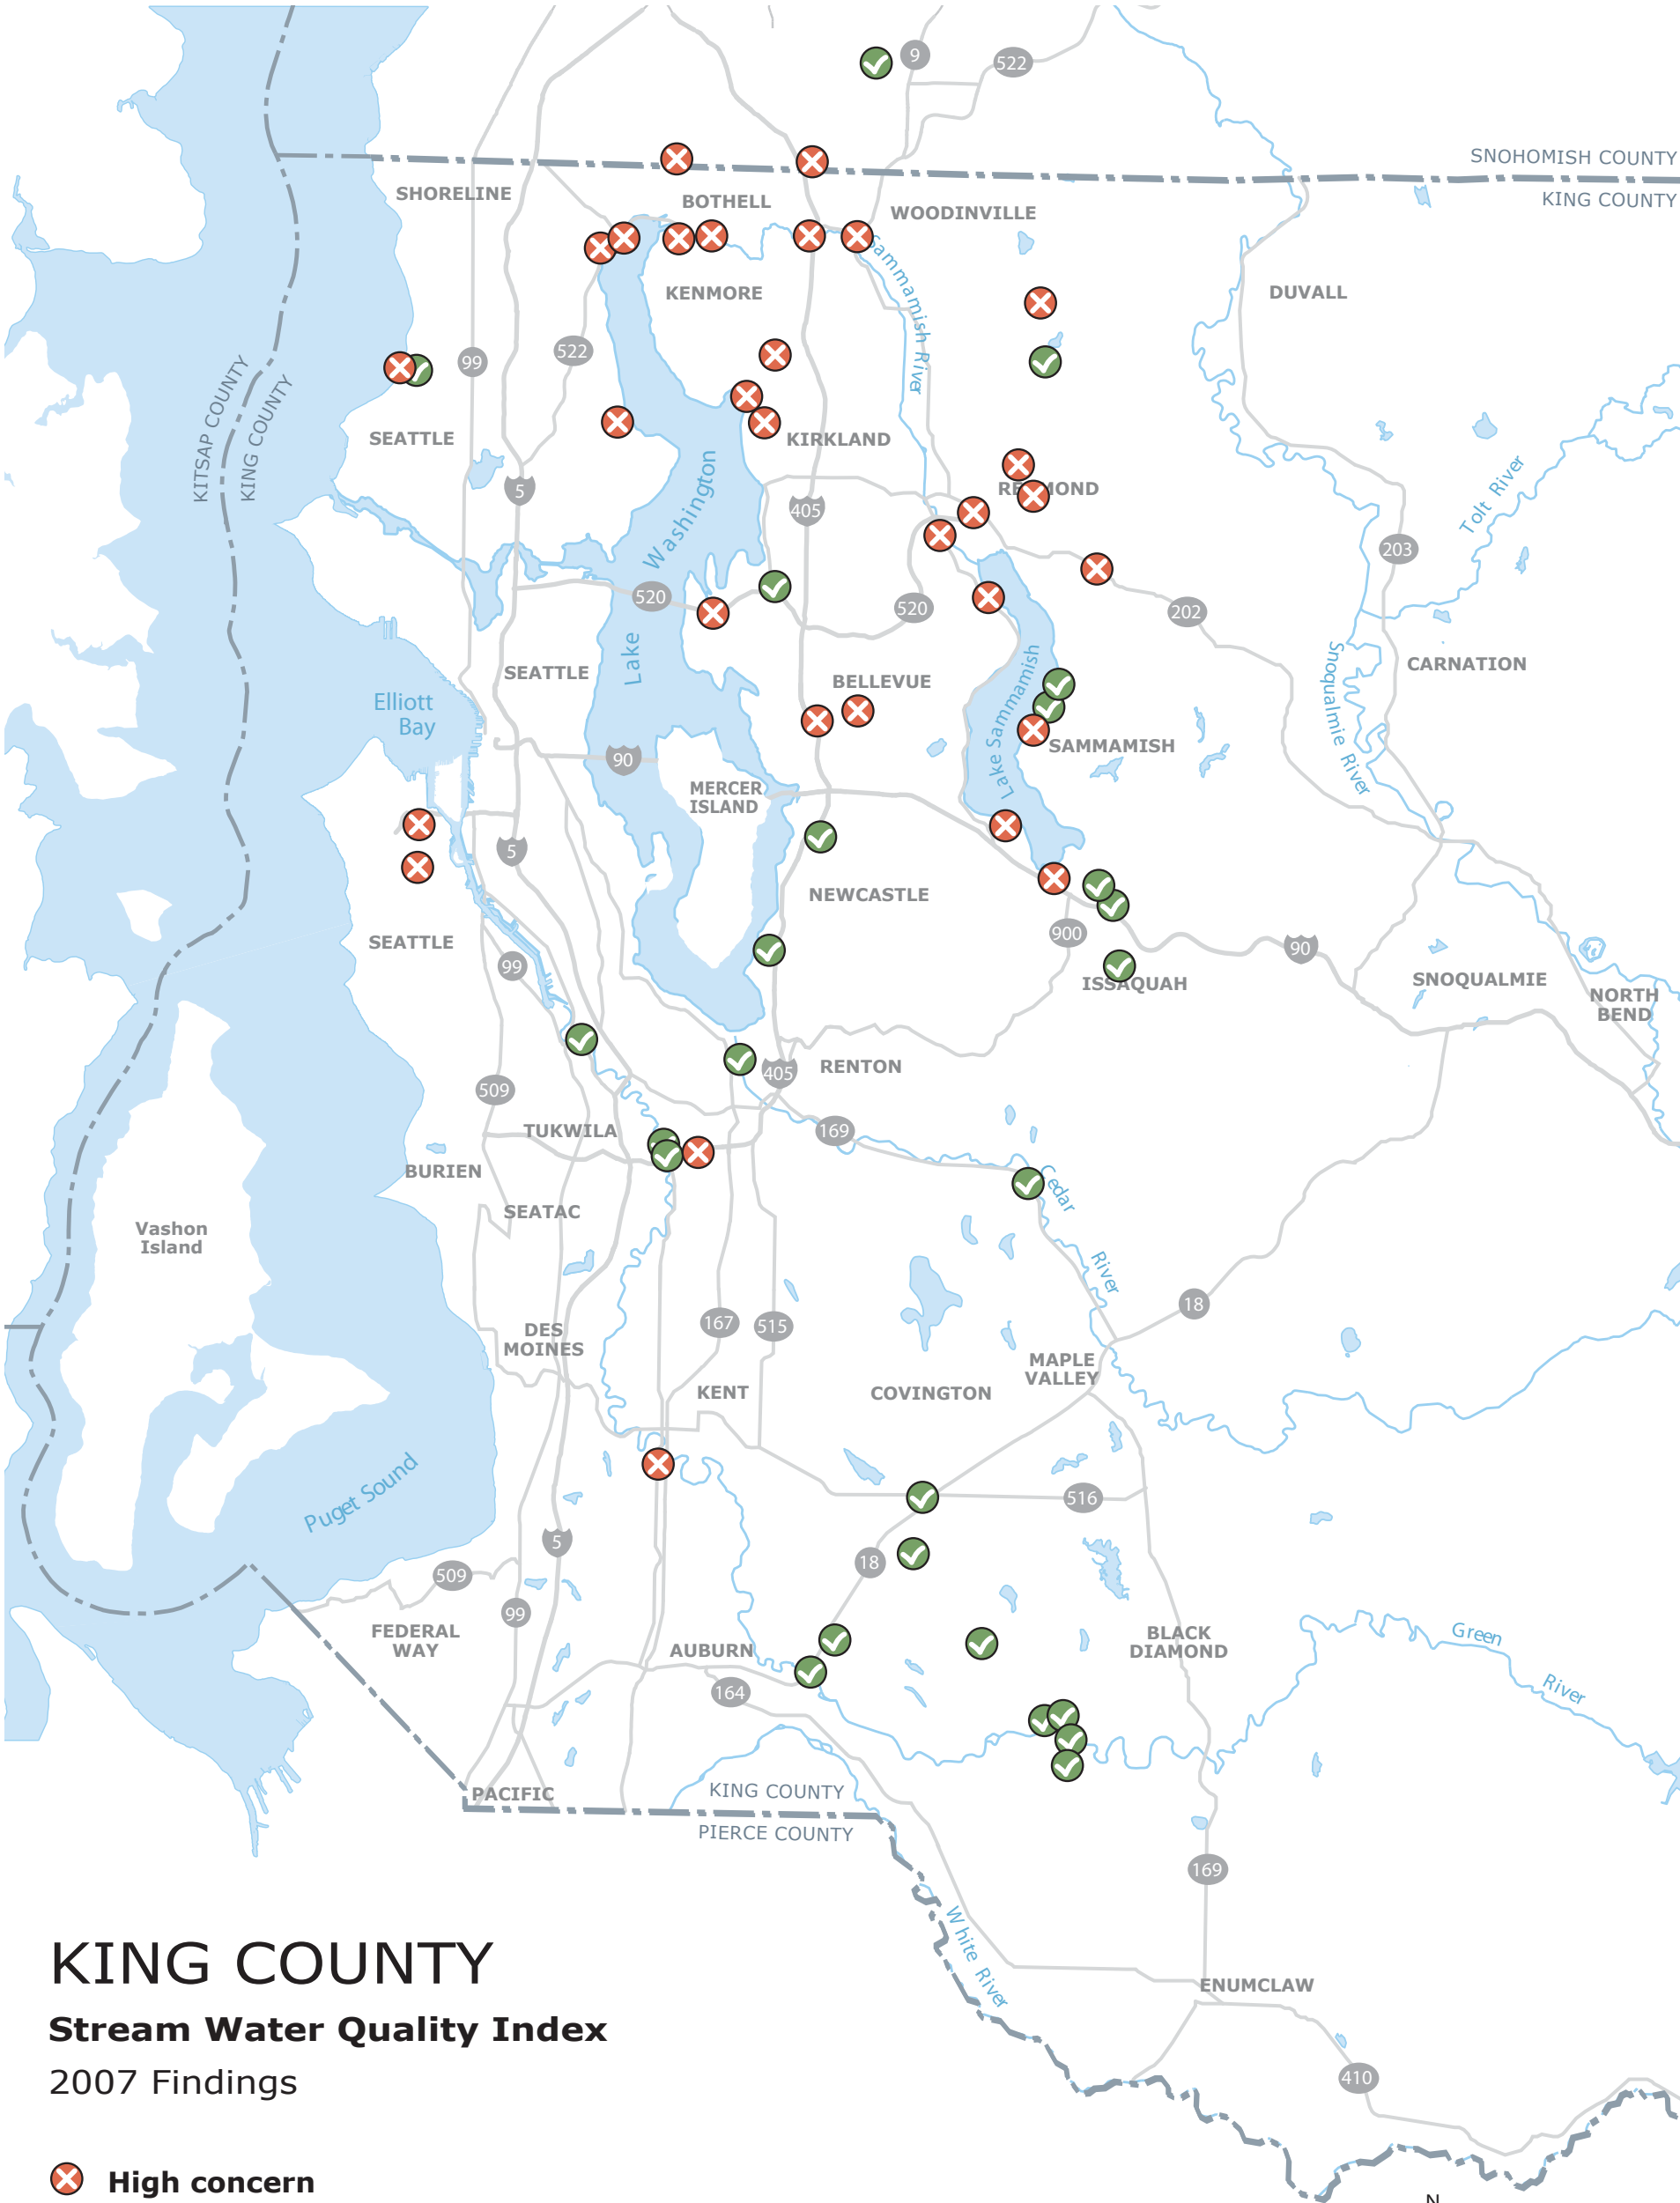 9
522
SNOHOMISH COUNTY
KING COUNTY
SHORELINE
BOTHELL
WOODINVILLE
Sammamish River
KENMORE
DUVALL
99
522
KITSAP COUNTY
KING COUNTY
SEATTLE
KIRKLAND
Tolt River
5
405
REDMOND
203
Lake Washington
520
520
202
Snoqualmie River
CARNATION
SEATTLE
BELLEVUE
Elliott
Bay
Lake Sammamish
SAMMAMISH
90
MERCER
ISLAND
5
NEWCASTLE
900
90
SEATTLE
99
ISSAQUAH
SNOQUALMIE
NORTH
BEND
RENTON
405
509
TUKWILA
169
BURIEN
Cedar River
SEATAC
Vashon
Island
18
167
515
DES
MOINES
MAPLE
VALLEY
KENT
COVINGTON
Puget Sound
516
5
18
509
99
FEDERAL
WAY
AUBURN
BLACK
DIAMOND
Green River
164
PACIFIC
KING COUNTY
PIERCE COUNTY
169
White River
ENUMCLAW
410
KING COUNTY
Stream Water Quality Index
2007 Findings
High concern
N